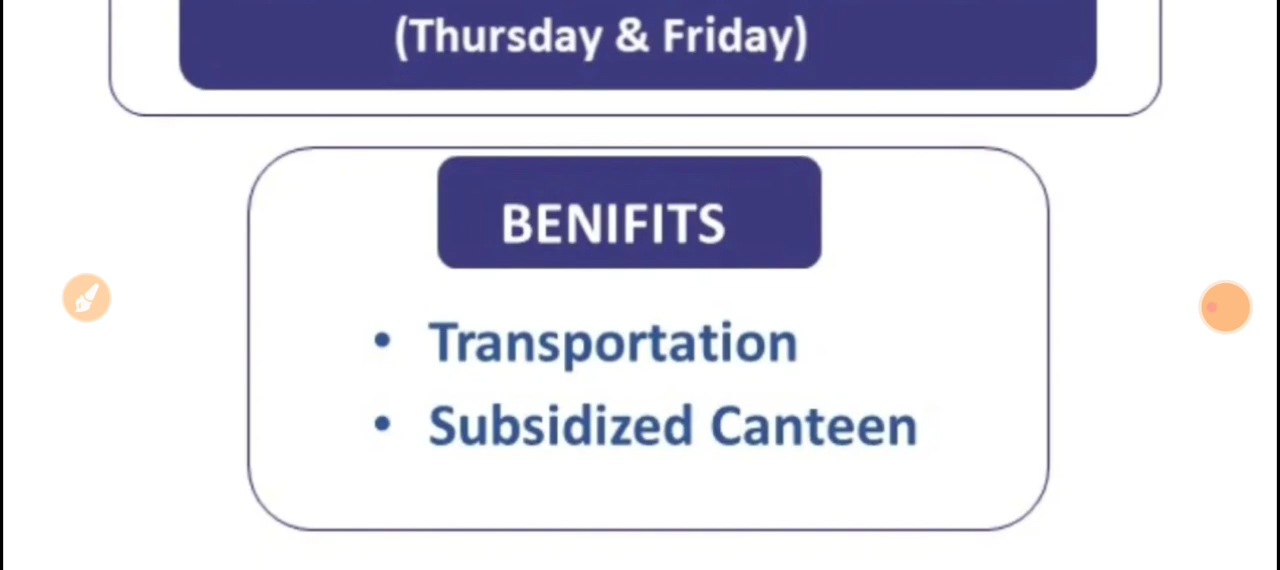 (Thursday & Friday)
BENIFITS
• Transportation
• Subsidized Canteen